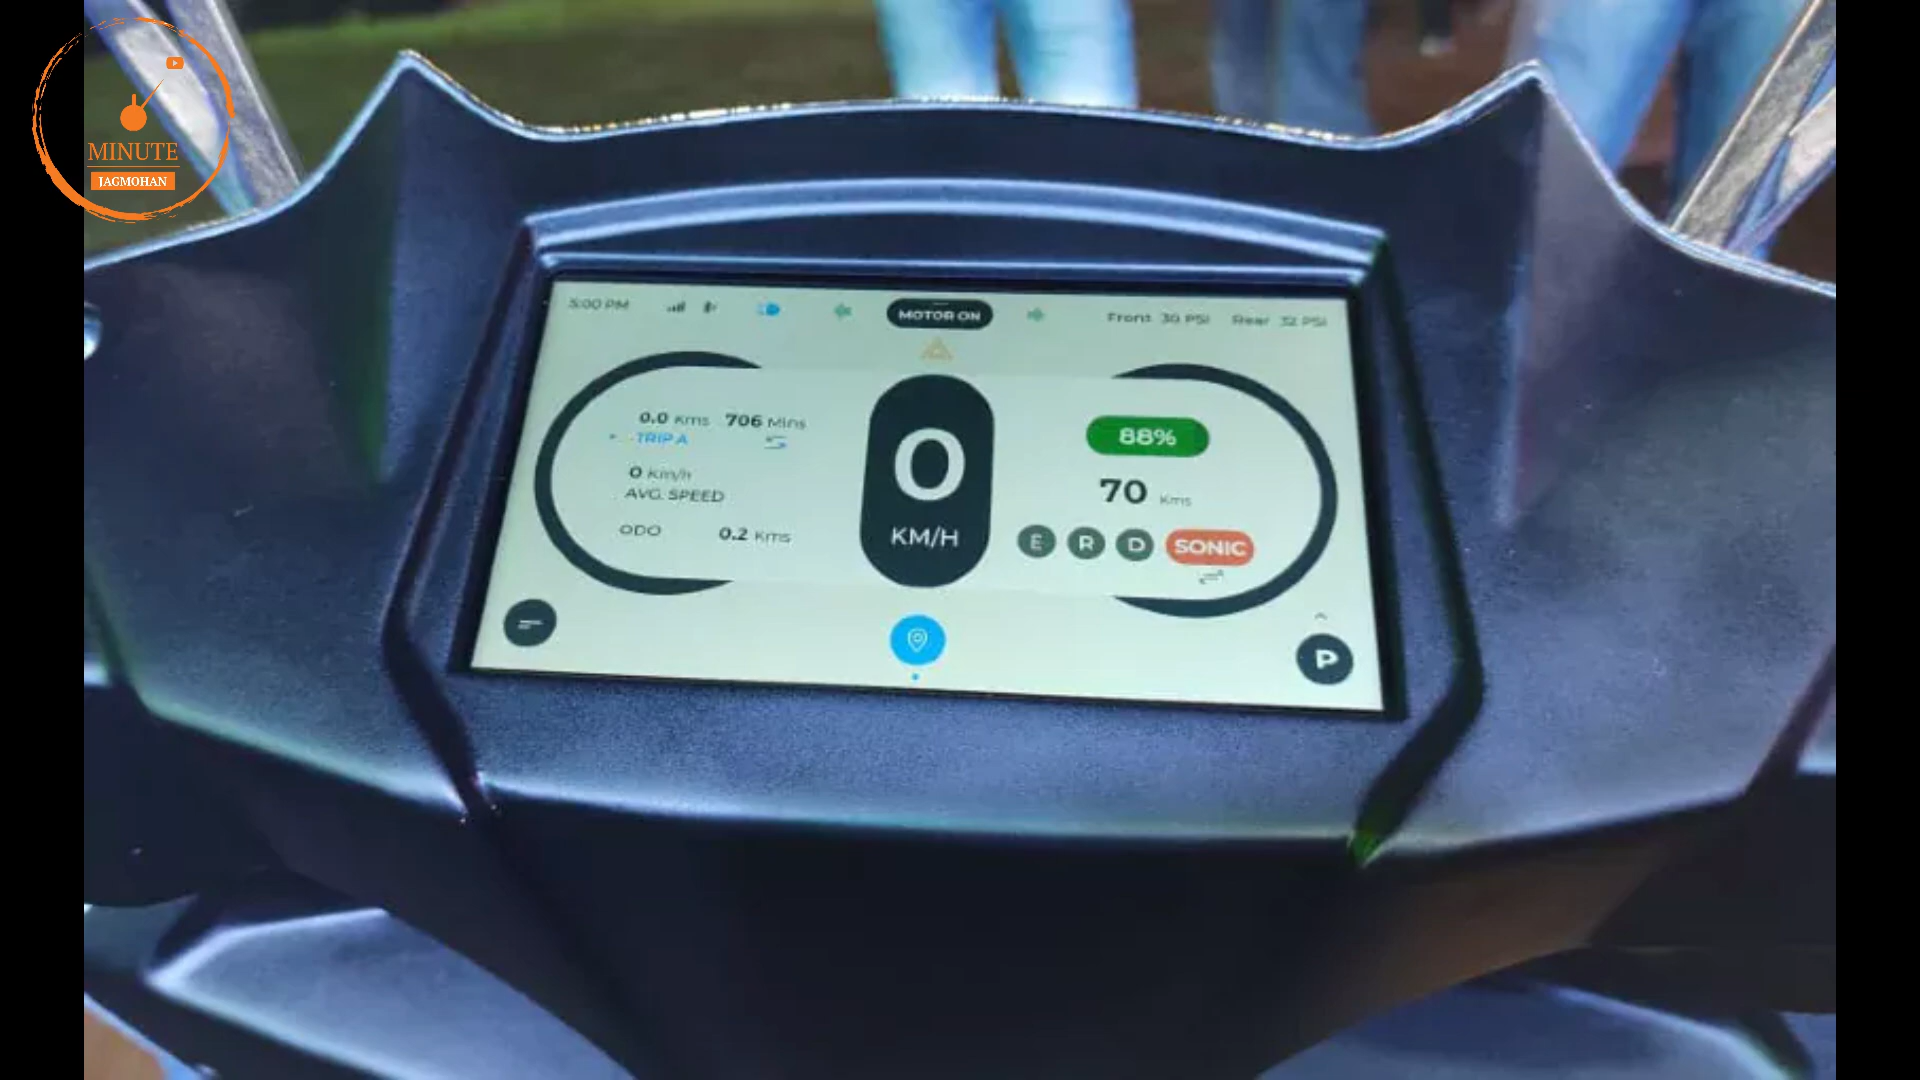 MINUTE
JAGMOHAN
5:00 PM
MOTOR ON
Front 30 PSI Rear 32 PSI
0.0 Kms 706 Mins
TRIP A
0 Km/h
AVG. SPEED
ODO 0.2 Kms
0
KM/H
88%
70 Kms
E R D SONIC
P